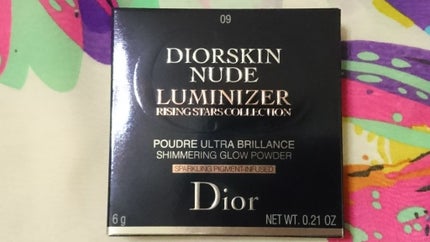 09
DIORSKIN
NUDE
LUMINIZER
RISING STARS COLLECTION
POUDRE ULTRA BRILLANCE
SHIMMERING GLOW POWDER
SPARKLING PIGMENT-INFUSED
Dior
6 g NET WT. 0.21 OZ